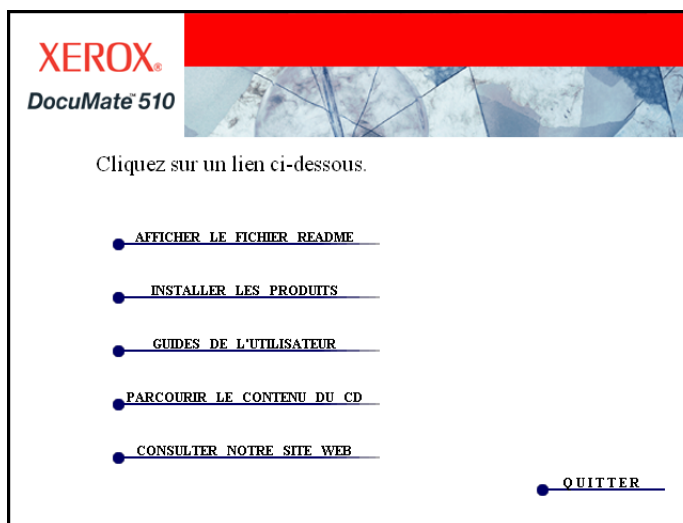 XEROX®
DocuMate™ 510
Cliquez sur un lien ci-dessous.
AFFICHER LE FICHIER README
INSTALLER LES PRODUITS
GUIDES DE L'UTILISATEUR
PARCOURIR LE CONTENU DU CD
CONSULTER NOTRE SITE WEB
QUITTER